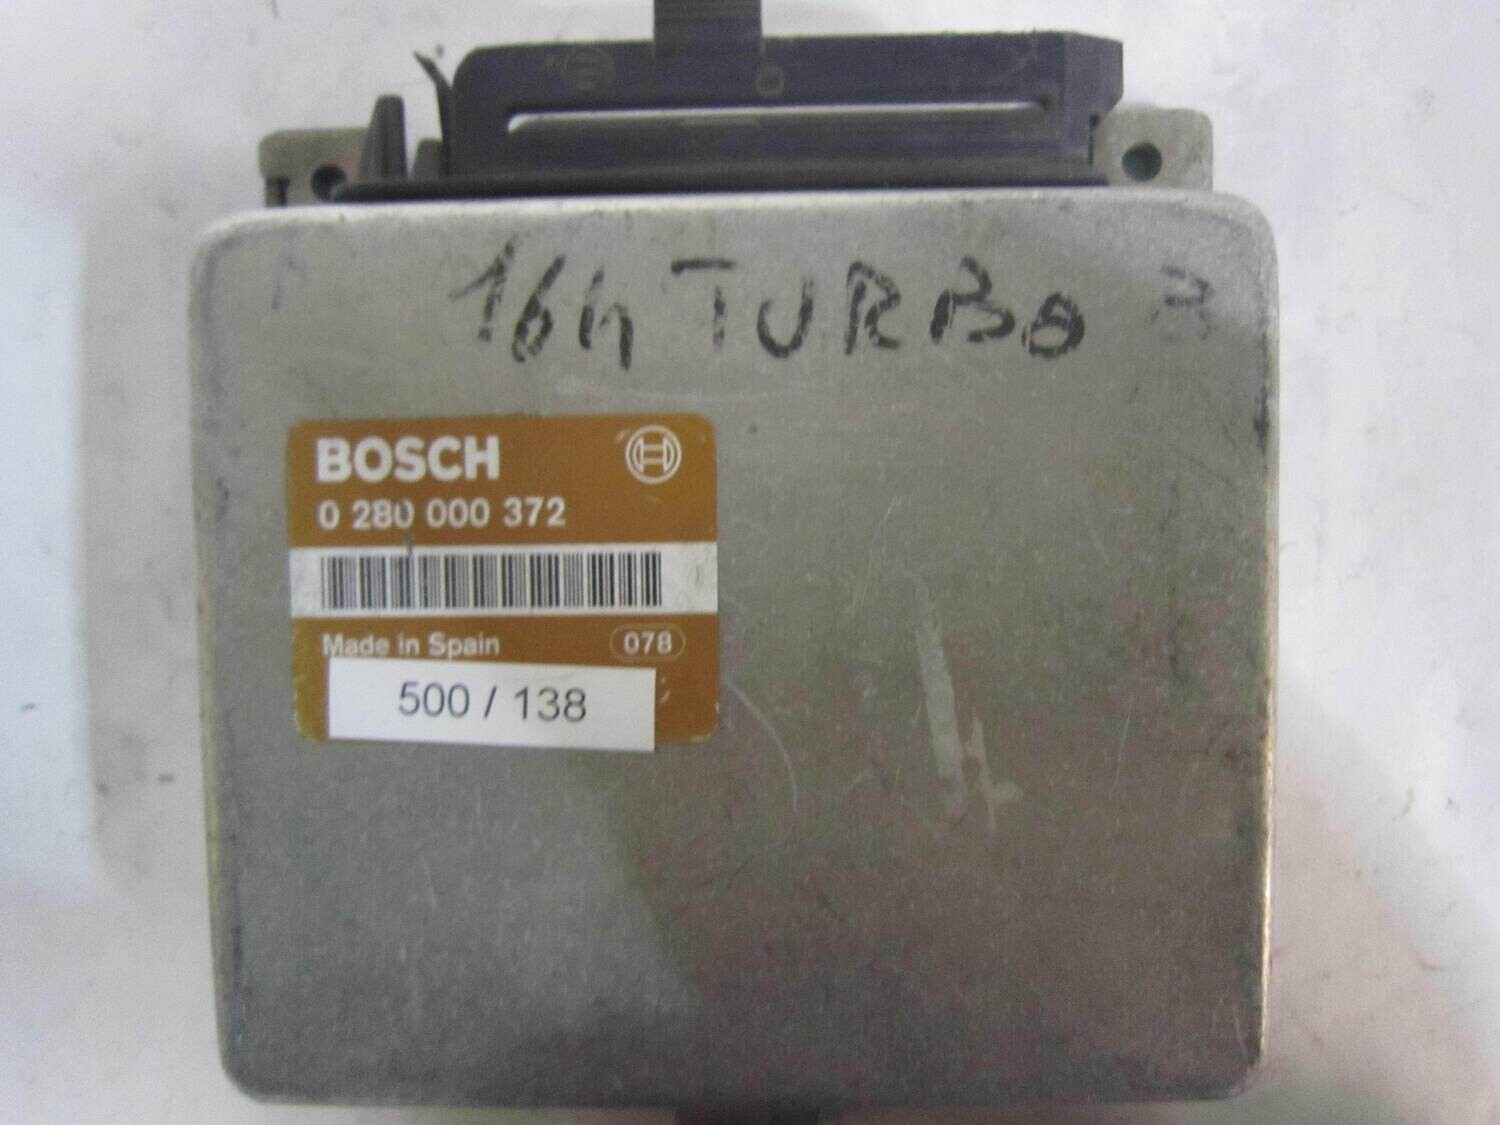 164 TURBO
BOSCH
0 280 000 372
Made in Spain 078
500 / 138